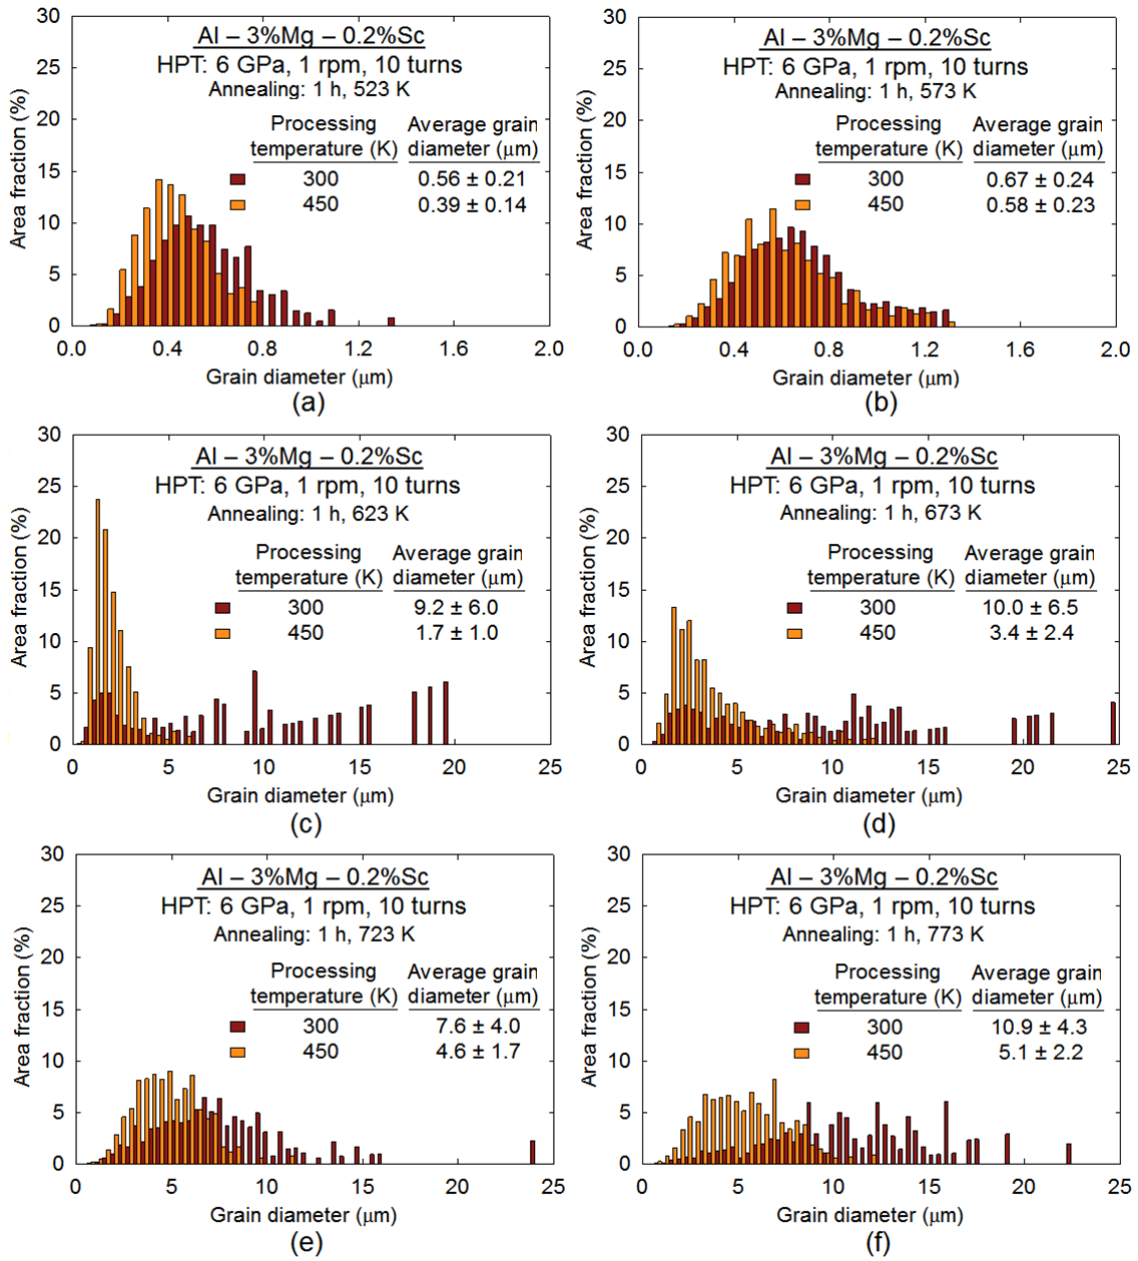 30
25
20
15
10
5
0
Area fraction (%)
Al – 3%Mg – 0.2%Sc
HPT: 6 GPa, 1 rpm, 10 turns
Annealing: 1 h, 523 K
Processing temperature (K) Average grain diameter (μm)
300 0.56 ± 0.21
450 0.39 ± 0.14
0.0 0.4 0.8 1.2 1.6 2.0
Grain diameter (μm)
(a)
30
25
20
15
10
5
0
Area fraction (%)
Al – 3%Mg – 0.2%Sc
HPT: 6 GPa, 1 rpm, 10 turns
Annealing: 1 h, 573 K
Processing temperature (K) Average grain diameter (μm)
300 0.67 ± 0.24
450 0.58 ± 0.23
0.0 0.4 0.8 1.2 1.6 2.0
Grain diameter (μm)
(b)
30
25
20
15
10
5
0
Area fraction (%)
Al – 3%Mg – 0.2%Sc
HPT: 6 GPa, 1 rpm, 10 turns
Annealing: 1 h, 623 K
Processing temperature (K) Average grain diameter (μm)
300 9.2 ± 6.0
450 1.7 ± 1.0
0 5 10 15 20 25
Grain diameter (μm)
(c)
30
25
20
15
10
5
0
Area fraction (%)
Al – 3%Mg – 0.2%Sc
HPT: 6 GPa, 1 rpm, 10 turns
Annealing: 1 h, 673 K
Processing temperature (K) Average grain diameter (μm)
300 10.0 ± 6.5
450 3.4 ± 2.4
0 5 10 15 20 25
Grain diameter (μm)
(d)
30
25
20
15
10
5
0
Area fraction (%)
Al – 3%Mg – 0.2%Sc
HPT: 6 GPa, 1 rpm, 10 turns
Annealing: 1 h, 723 K
Processing temperature (K) Average grain diameter (μm)
300 7.6 ± 4.0
450 4.6 ± 1.7
0 5 10 15 20 25
Grain diameter (μm)
(e)
30
25
20
15
10
5
0
Area fraction (%)
Al – 3%Mg – 0.2%Sc
HPT: 6 GPa, 1 rpm, 10 turns
Annealing: 1 h, 773 K
Processing temperature (K) Average grain diameter (μm)
300 10.9 ± 4.3
450 5.1 ± 2.2
0 5 10 15 20 25
Grain diameter (μm)
(f)